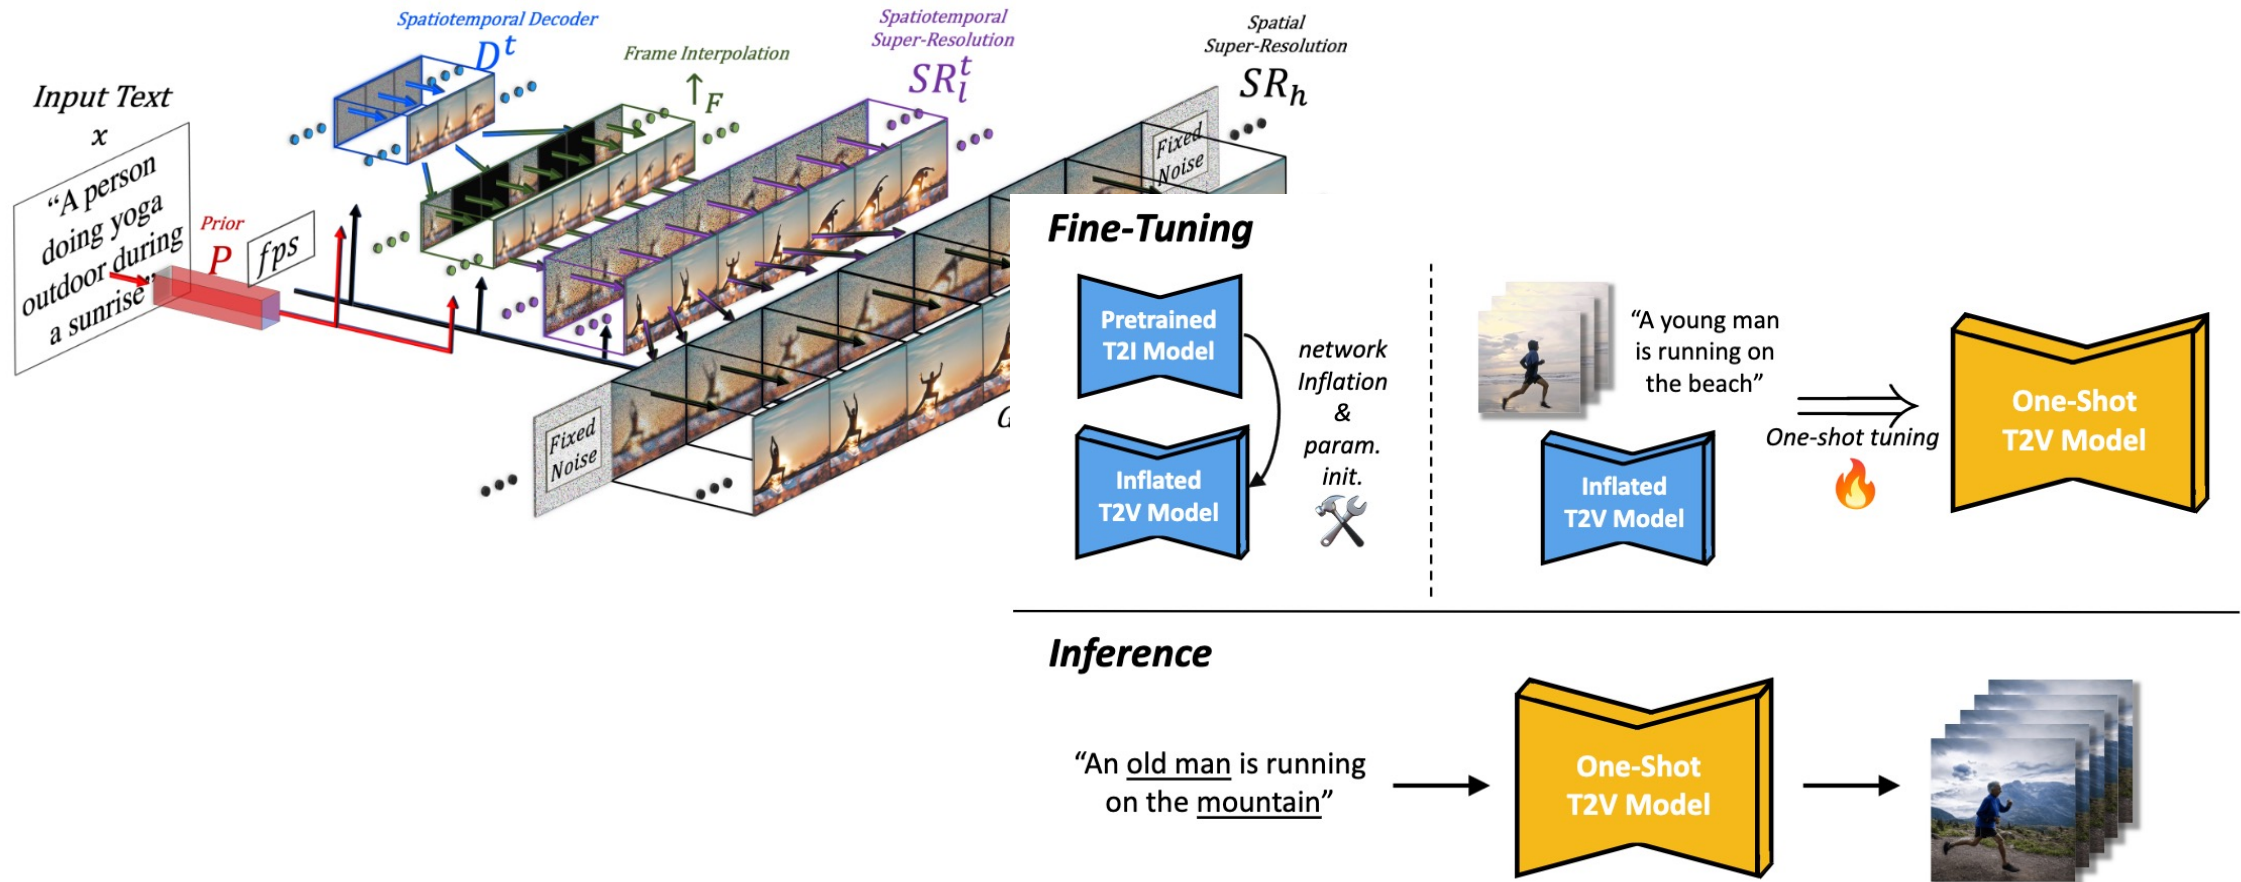 Spatiotemporal Decoder
D^t
Frame Interpolation
↑F
Spatiotemporal
Super-Resolution
SR_l^t
Spatial
Super-Resolution
SR_h
Input Text
x
“A person
doing yoga
outdoor during
a sunrise”
Prior
P
fps
Fixed
Noise
Fixed
Noise
Fine-Tuning
Pretrained
T2I Model
network
Inflation
&
param.
init.
Inflated
T2V Model
“A young man
is running on
the beach”
Inflated
T2V Model
One-shot tuning
One-Shot
T2V Model
Inference
“An old man is running
on the mountain”
One-Shot
T2V Model